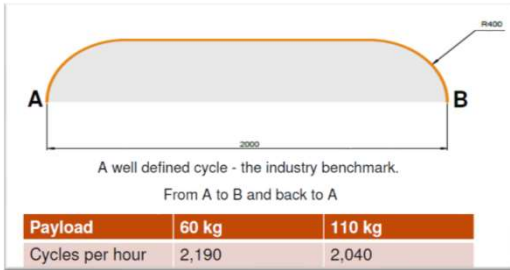 R400
A
B
2000
A well defined cycle - the industry benchmark.
From A to B and back to A
Payload 60 kg 110 kg
Cycles per hour 2,190 2,040